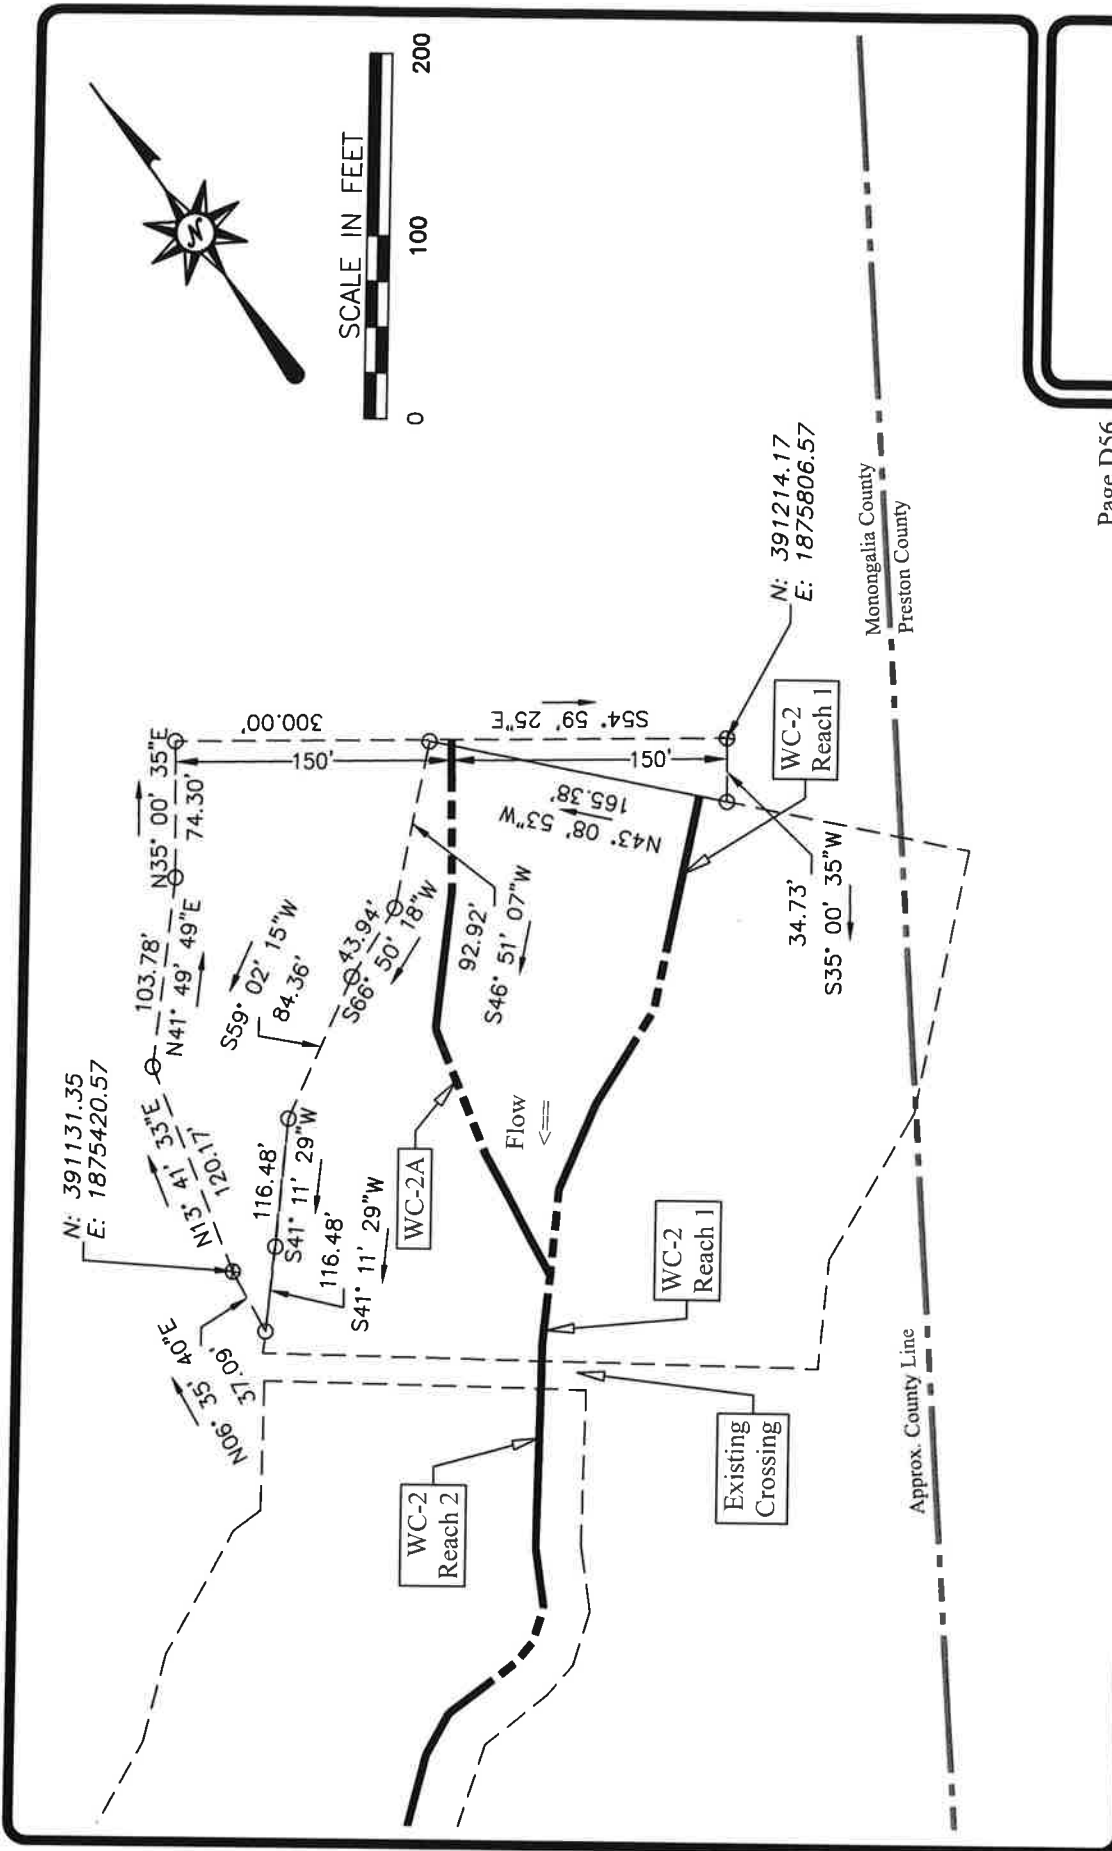 N
SCALE IN FEET
0 100 200
N: 391131.35
E: 1875420.57
N06° 35' 40"E
37.09'
N13° 41' 33"E
120.17'
103.78'
N41° 49' 49"E
N35° 00' 35"E
74.30'
300.00'
S54° 59' 25"E
150'
150'
N: 391214.17
E: 1875806.57
34.73'
S35° 00' 35"W
N43° 08' 53"W
165.38'
92.92'
S46° 51' 07"W
43.94'
S66° 50' 18"W
S59° 02' 15"W
84.36'
116.48'
S41° 11' 29"W
116.48'
S41° 11' 29"W
WC-2A
Flow
<==
WC-2
Reach 1
WC-2
Reach 1
WC-2
Reach 2
Existing
Crossing
Monongalia County
Preston County
Approx. County Line
Page D56